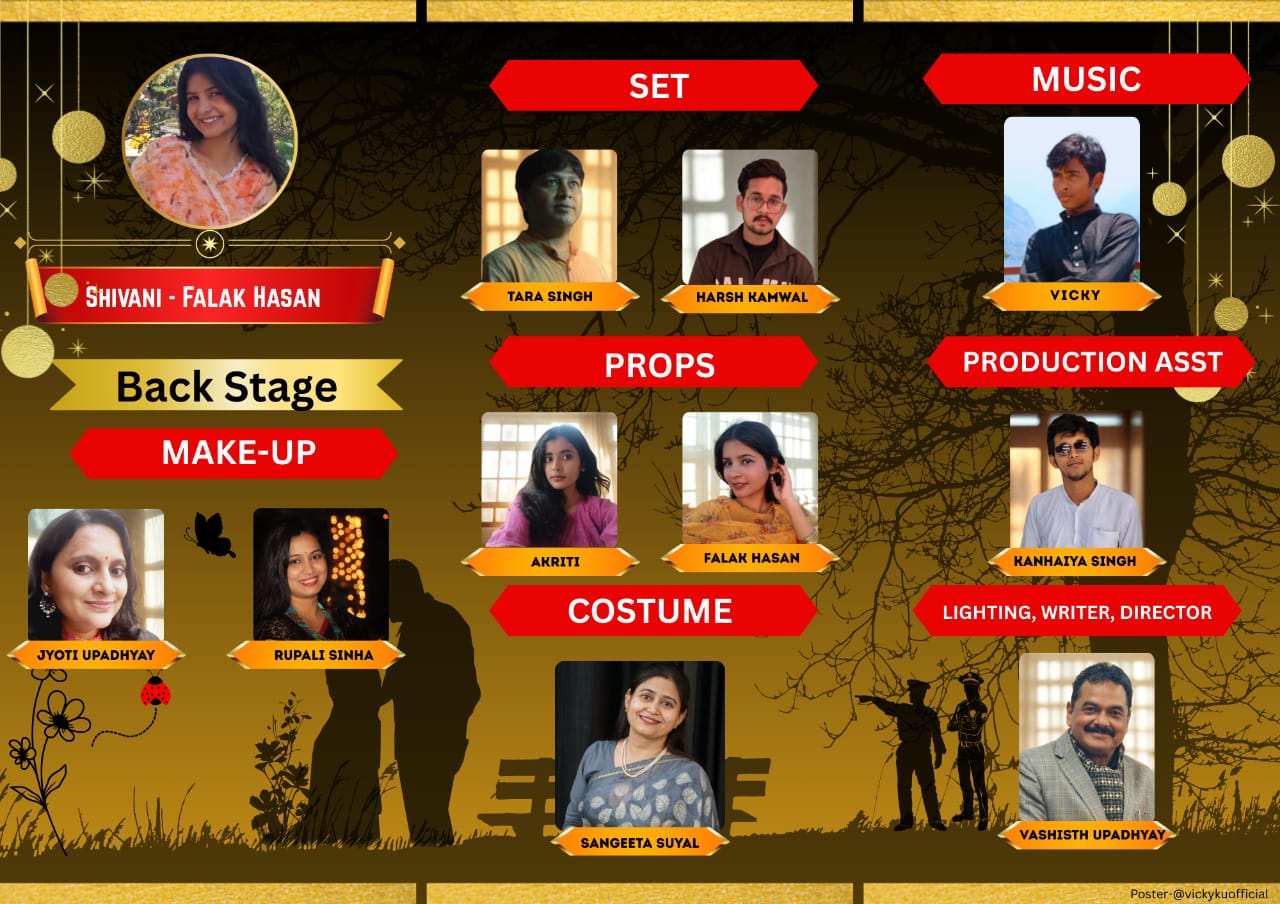 SHIVANI - FALAK HASAN
Back Stage
MAKE-UP
JYOTI UPADHYAY
RUPALI SINHA
SET
TARA SINGH
HARSH KAMWAL
PROPS
AKRITI
FALAK HASAN
COSTUME
SANGEETA SUYAL
MUSIC
VICKY
PRODUCTION ASST
KANHAIYA SINGH
LIGHTING, WRITER, DIRECTOR
VASHISTH UPADHYAY
Poster-@vickykuofficial